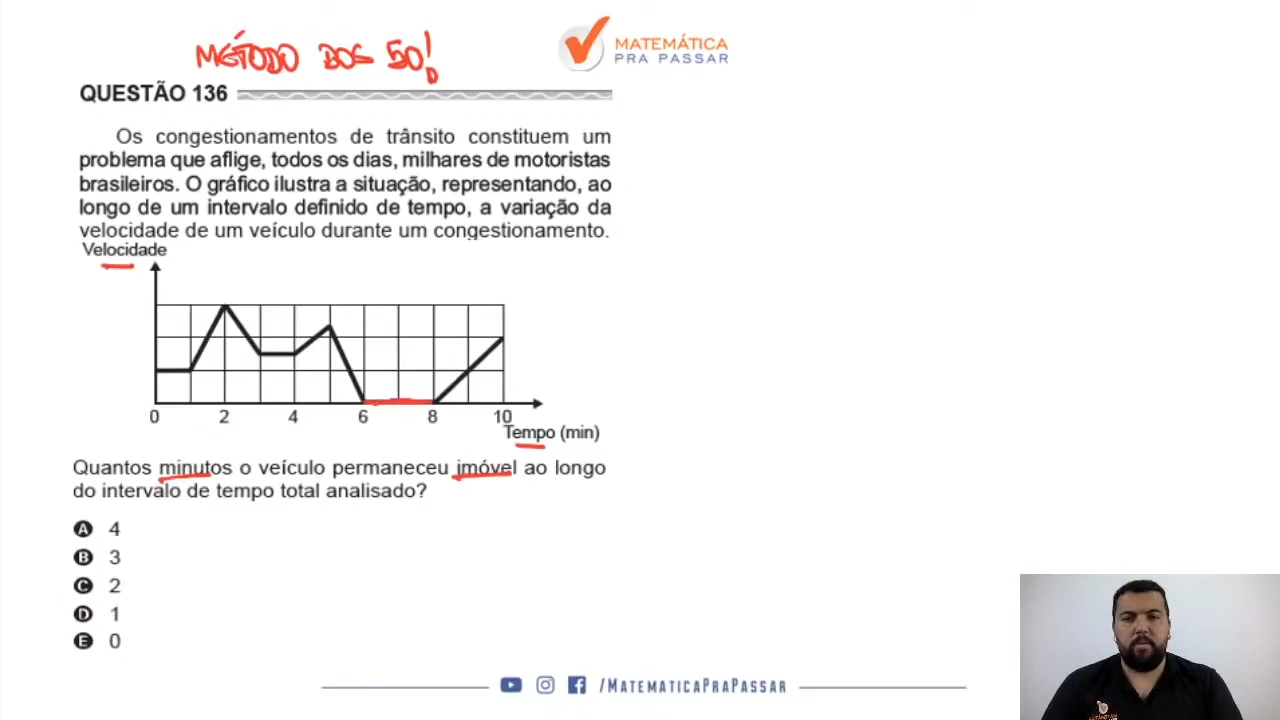 MÉTODO DOS 50!
MATEMÁTICA
PRA PASSAR
QUESTÃO 136
Os congestionamentos de trânsito constituem um
problema que aflige, todos os dias, milhares de motoristas
brasileiros. O gráfico ilustra a situação, representando, ao
longo de um intervalo definido de tempo, a variação da
velocidade de um veículo durante um congestionamento.
Velocidade
0 2 4 6 8 10
Tempo (min)
Quantos minutos o veículo permaneceu imóvel ao longo
do intervalo de tempo total analisado?
A 4
B 3
C 2
D 1
E 0
/MATEMATICAPRAPASSAR